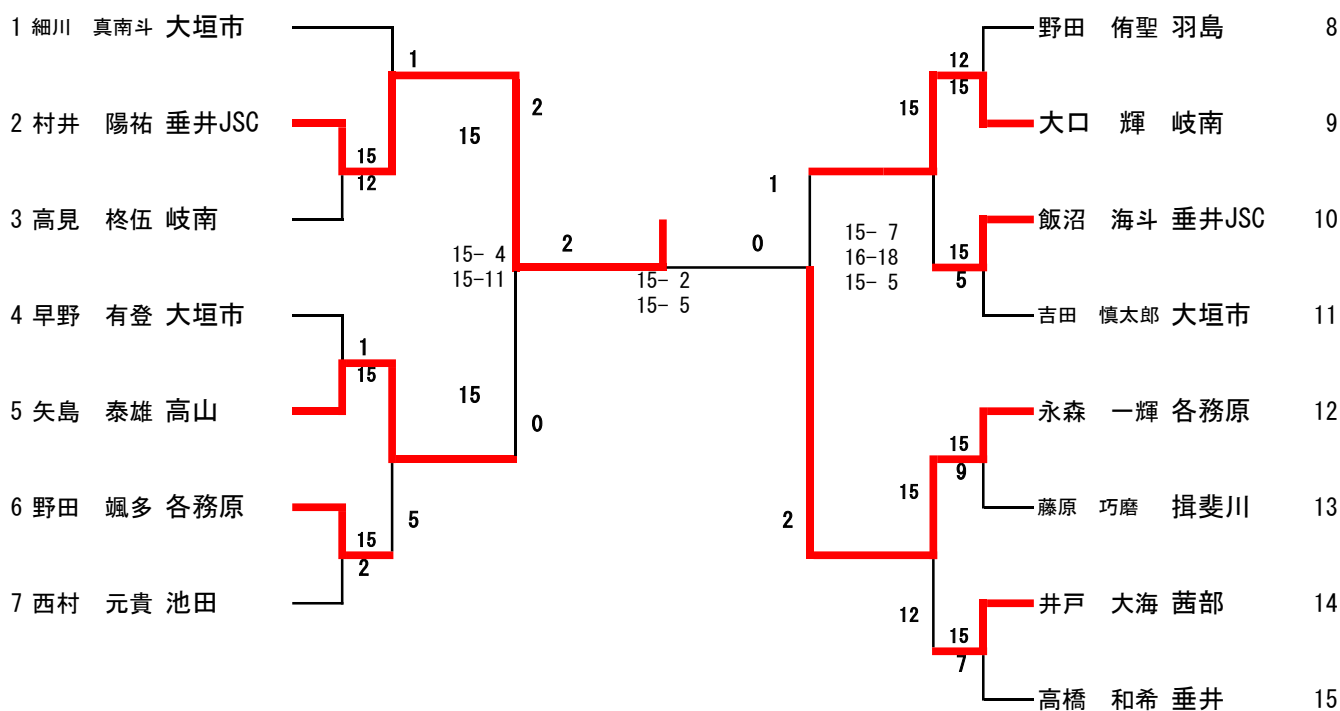 1 細川 真南斗 大垣市
2 村井 陽祐 垂井JSC
3 高見 柊伍 岐南
4 早野 有登 大垣市
5 矢島 泰雄 高山
6 野田 颯多 各務原
7 西村 元貴 池田
1
15
12
15
2
1
15
15
15
2
5
0
15- 4
15-11
2
15- 2
15- 5
0
1
2
15- 7
16-18
15- 5
15
12
15
15
5
15
15
9
12
15
7
野田 侑聖 羽島 8
大口 輝 岐南 9
飯沼 海斗 垂井JSC 10
吉田 慎太郎 大垣市 11
永森 一輝 各務原 12
藤原 巧磨 揖斐川 13
井戸 大海 茜部 14
高橋 和希 垂井 15